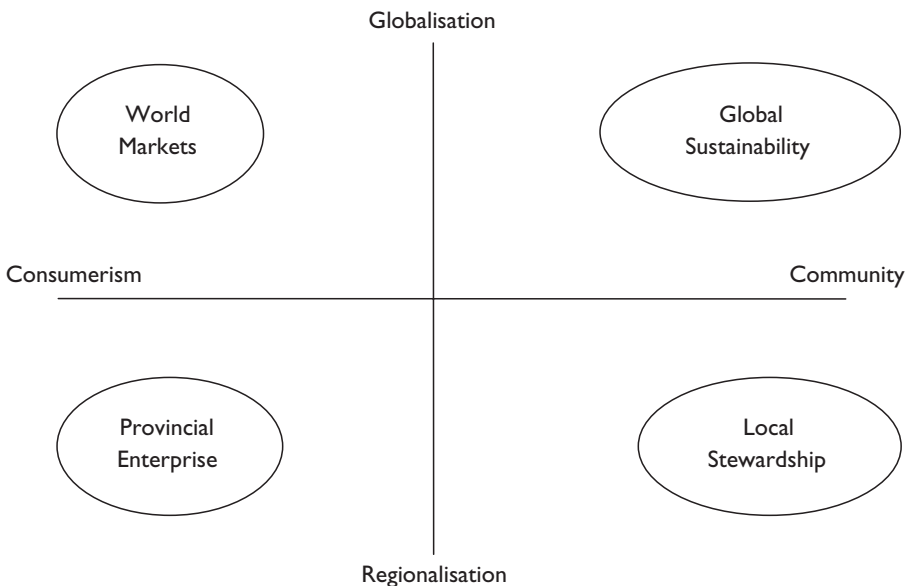 Globalisation
World
Markets
Global
Sustainability
Consumerism
Community
Provincial
Enterprise
Local
Stewardship
Regionalisation